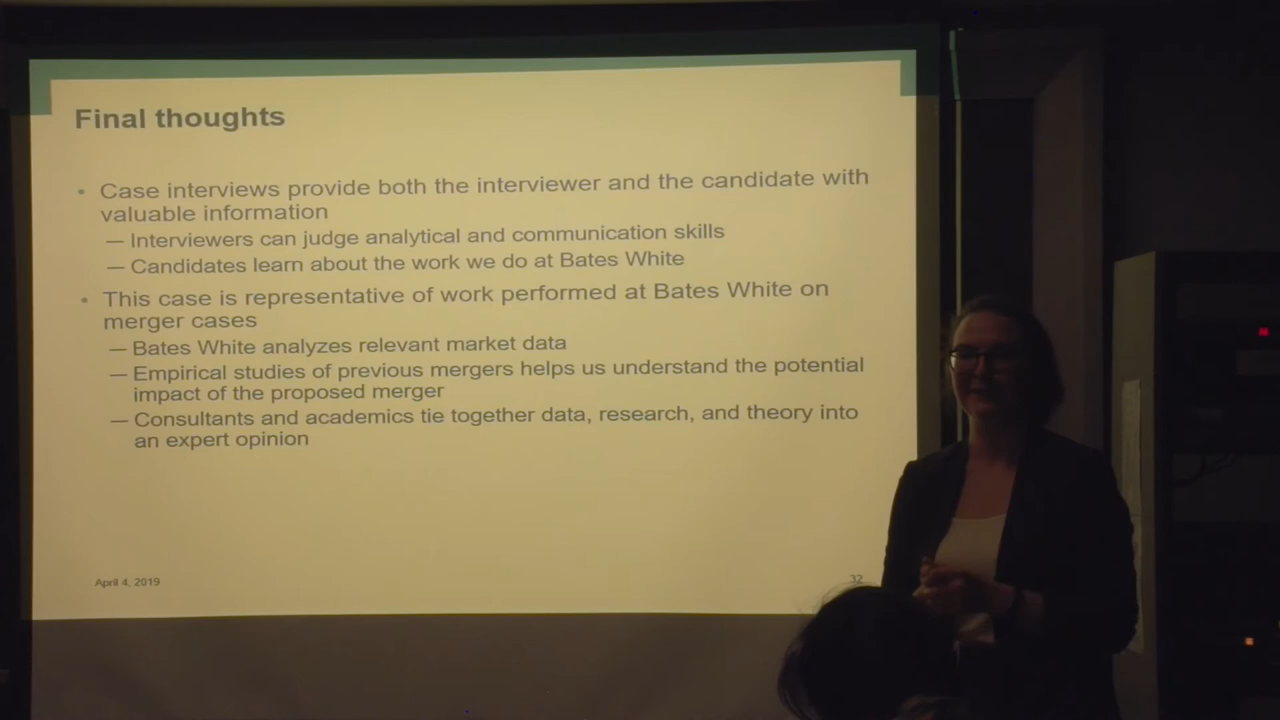 Final thoughts
• Case interviews provide both the interviewer and the candidate with
valuable information
— Interviewers can judge analytical and communication skills
— Candidates learn about the work we do at Bates White
• This case is representative of work performed at Bates White on
merger cases
— Bates White analyzes relevant market data
— Empirical studies of previous mergers helps us understand the potential
impact of the proposed merger
— Consultants and academics tie together data, research, and theory into
an expert opinion
April 4, 2019
32